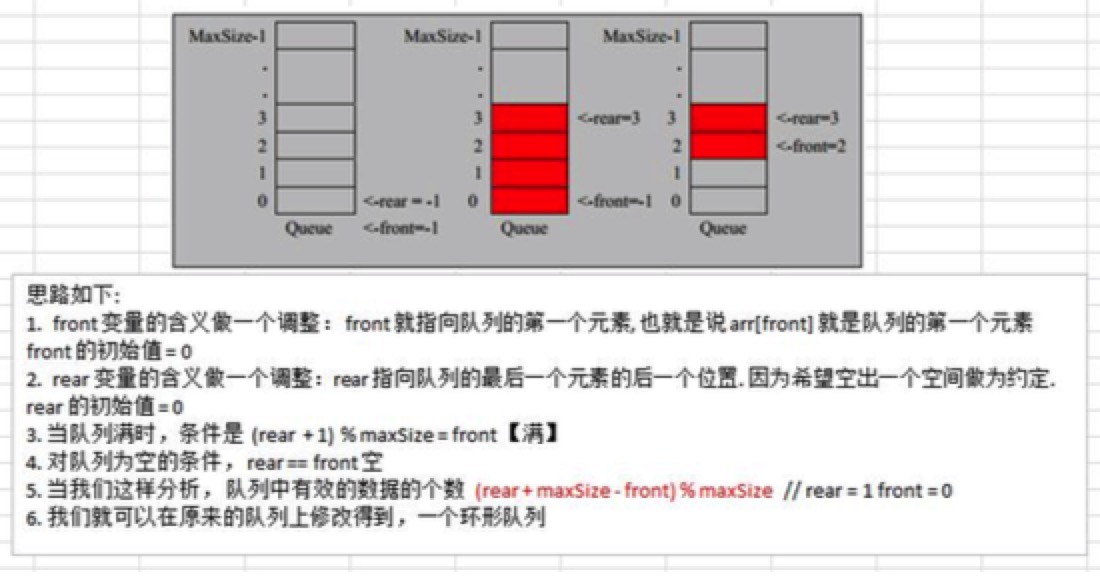 MaxSize-1 MaxSize-1 MaxSize-1
.
.
.
.
.
.
3 3 <-rear=3 3 <-rear=3
2 2 2 <-front=2
1 1 1
0 <-rear = -1 0 <-front=-1 0
Queue <-front=-1 Queue Queue
思路如下:
1. front 变量的含义做一个调整：front 就指向队列的第一个元素, 也就是说 arr[front] 就是队列的第一个元素
front 的初始值 = 0
2. rear 变量的含义做一个调整：rear 指向队列的最后一个元素的后一个位置. 因为希望空出一个空间做为约定.
rear 的初始值 = 0
3. 当队列满时，条件是 (rear + 1) % maxSize = front【满】
4. 对队列为空的条件，rear == front 空
5. 当我们这样分析，队列中有效的数据的个数 (rear + maxSize - front) % maxSize // rear = 1 front = 0
6. 我们就可以在原来的队列上修改得到，一个环形队列